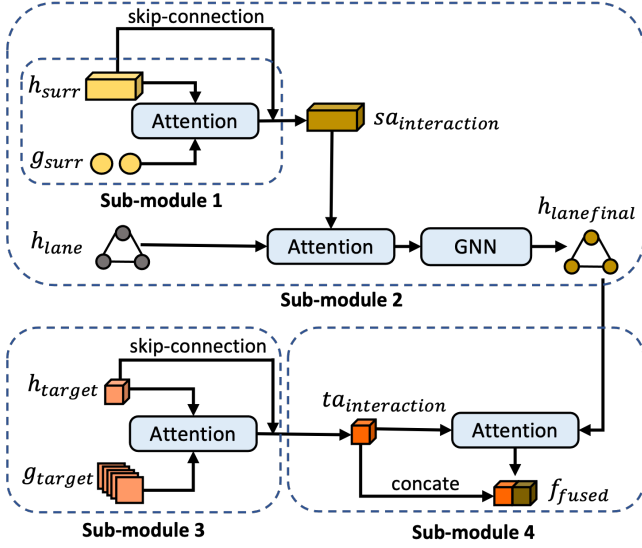 skip-connection
h_surr
Attention
sa_interaction
g_surr
Sub-module 1
h_lanefinal
h_lane
Attention
GNN
Sub-module 2
skip-connection
h_target
ta_interaction
Attention
Attention
g_target
concate
f_fused
Sub-module 3
Sub-module 4